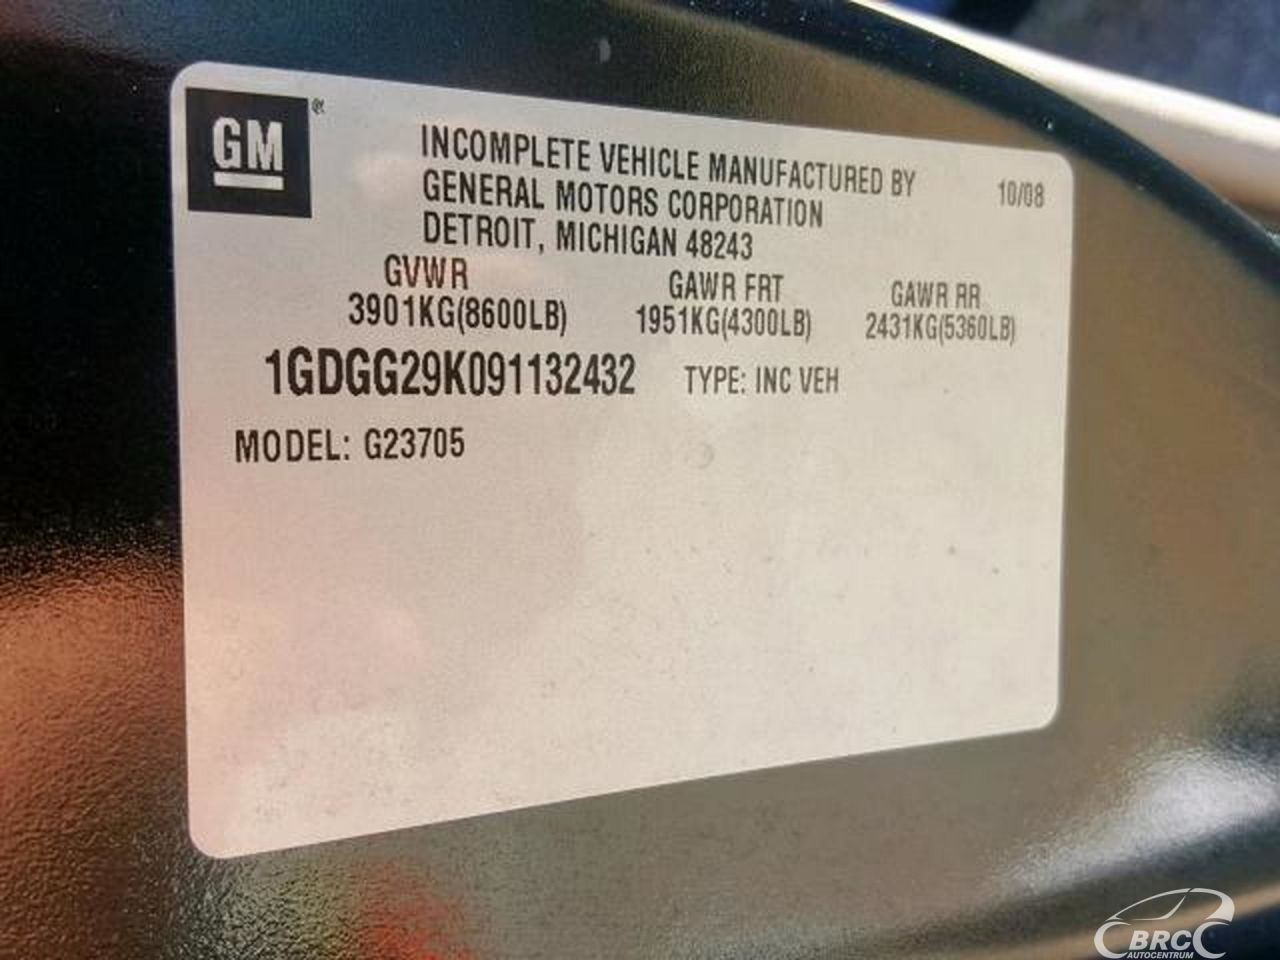 GM ®
INCOMPLETE VEHICLE MANUFACTURED BY 10/08
GENERAL MOTORS CORPORATION
DETROIT, MICHIGAN 48243
GVWR GAWR FRT GAWR RR
3901KG(8600LB) 1951KG(4300LB) 2431KG(5360LB)
1GDGG29K091132432 TYPE: INC VEH
MODEL: G23705
BRC
AUTOCENTRUM